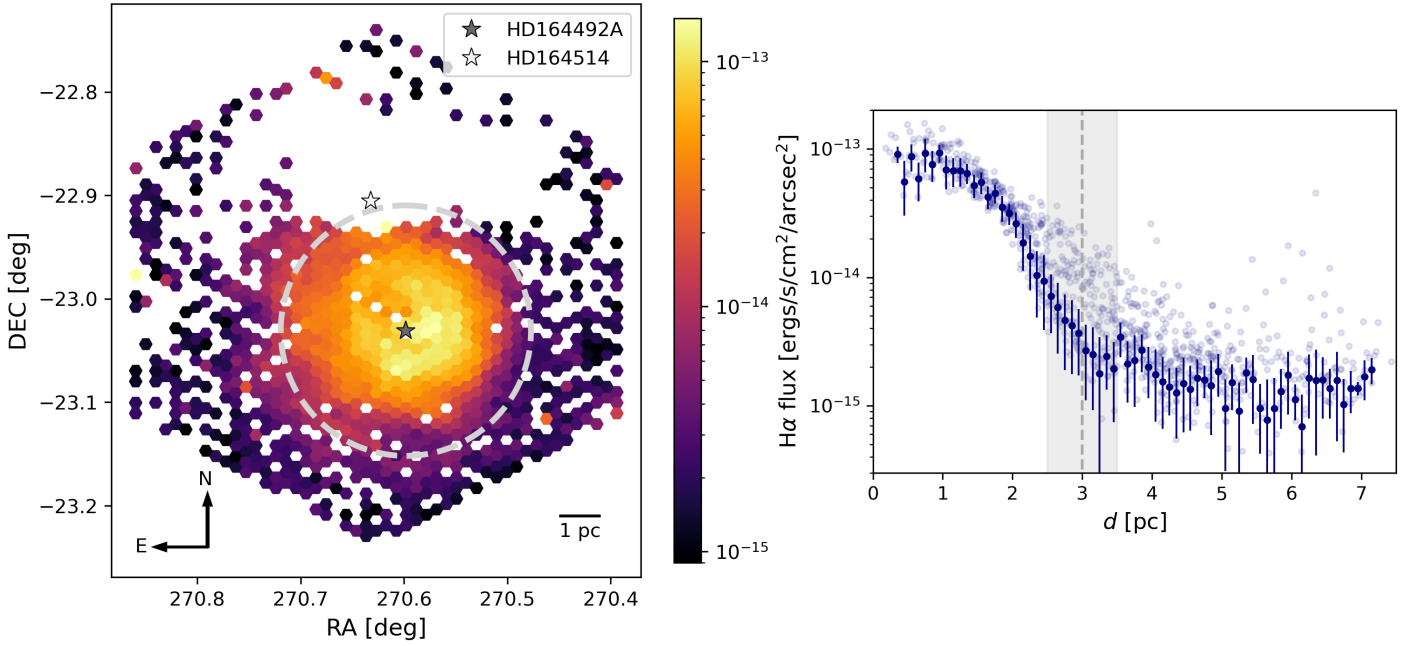 HD164492A
HD164514
−22.8
−22.9
−23.0
−23.1
−23.2
DEC [deg]
N
E
1 pc
270.8 270.7 270.6 270.5 270.4
RA [deg]
10⁻¹³
10⁻¹⁴
10⁻¹⁵
Hα flux [ergs/s/cm²/arcsec²]
10⁻¹³
10⁻¹⁴
10⁻¹⁵
0 1 2 3 4 5 6 7
d [pc]